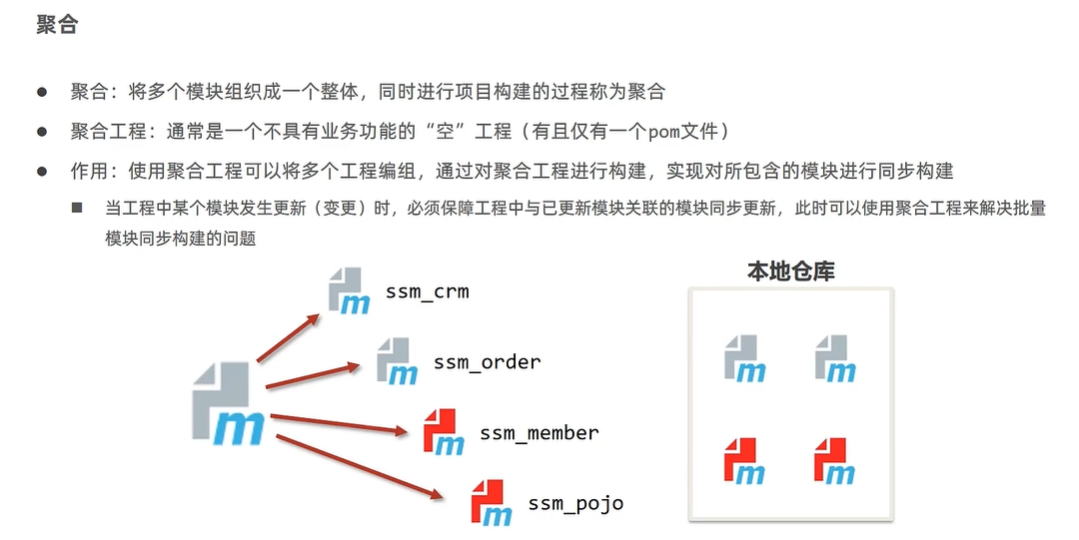 聚合
● 聚合：将多个模块组织成一个整体，同时进行项目构建的过程称为聚合
● 聚合工程：通常是一个不具有业务功能的“空”工程（有且仅有一个pom文件）
● 作用：使用聚合工程可以将多个工程编组，通过对聚合工程进行构建，实现对所包含的模块进行同步构建
■ 当工程中某个模块发生更新（变更）时，必须保障工程中与已更新模块关联的模块同步更新，此时可以使用聚合工程来解决批量
模块同步构建的问题
本地仓库
m ssm_crm
m ssm_order
m m
m
m ssm_member
m m
m ssm_pojo